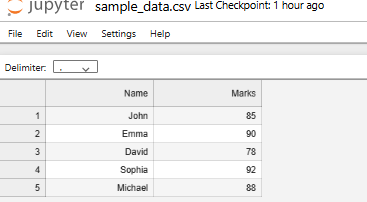 jupyter sample_data.csv Last Checkpoint: 1 hour ago
File Edit View Settings Help
Delimiter: ,
Name Marks
1 John 85
2 Emma 90
3 David 78
4 Sophia 92
5 Michael 88